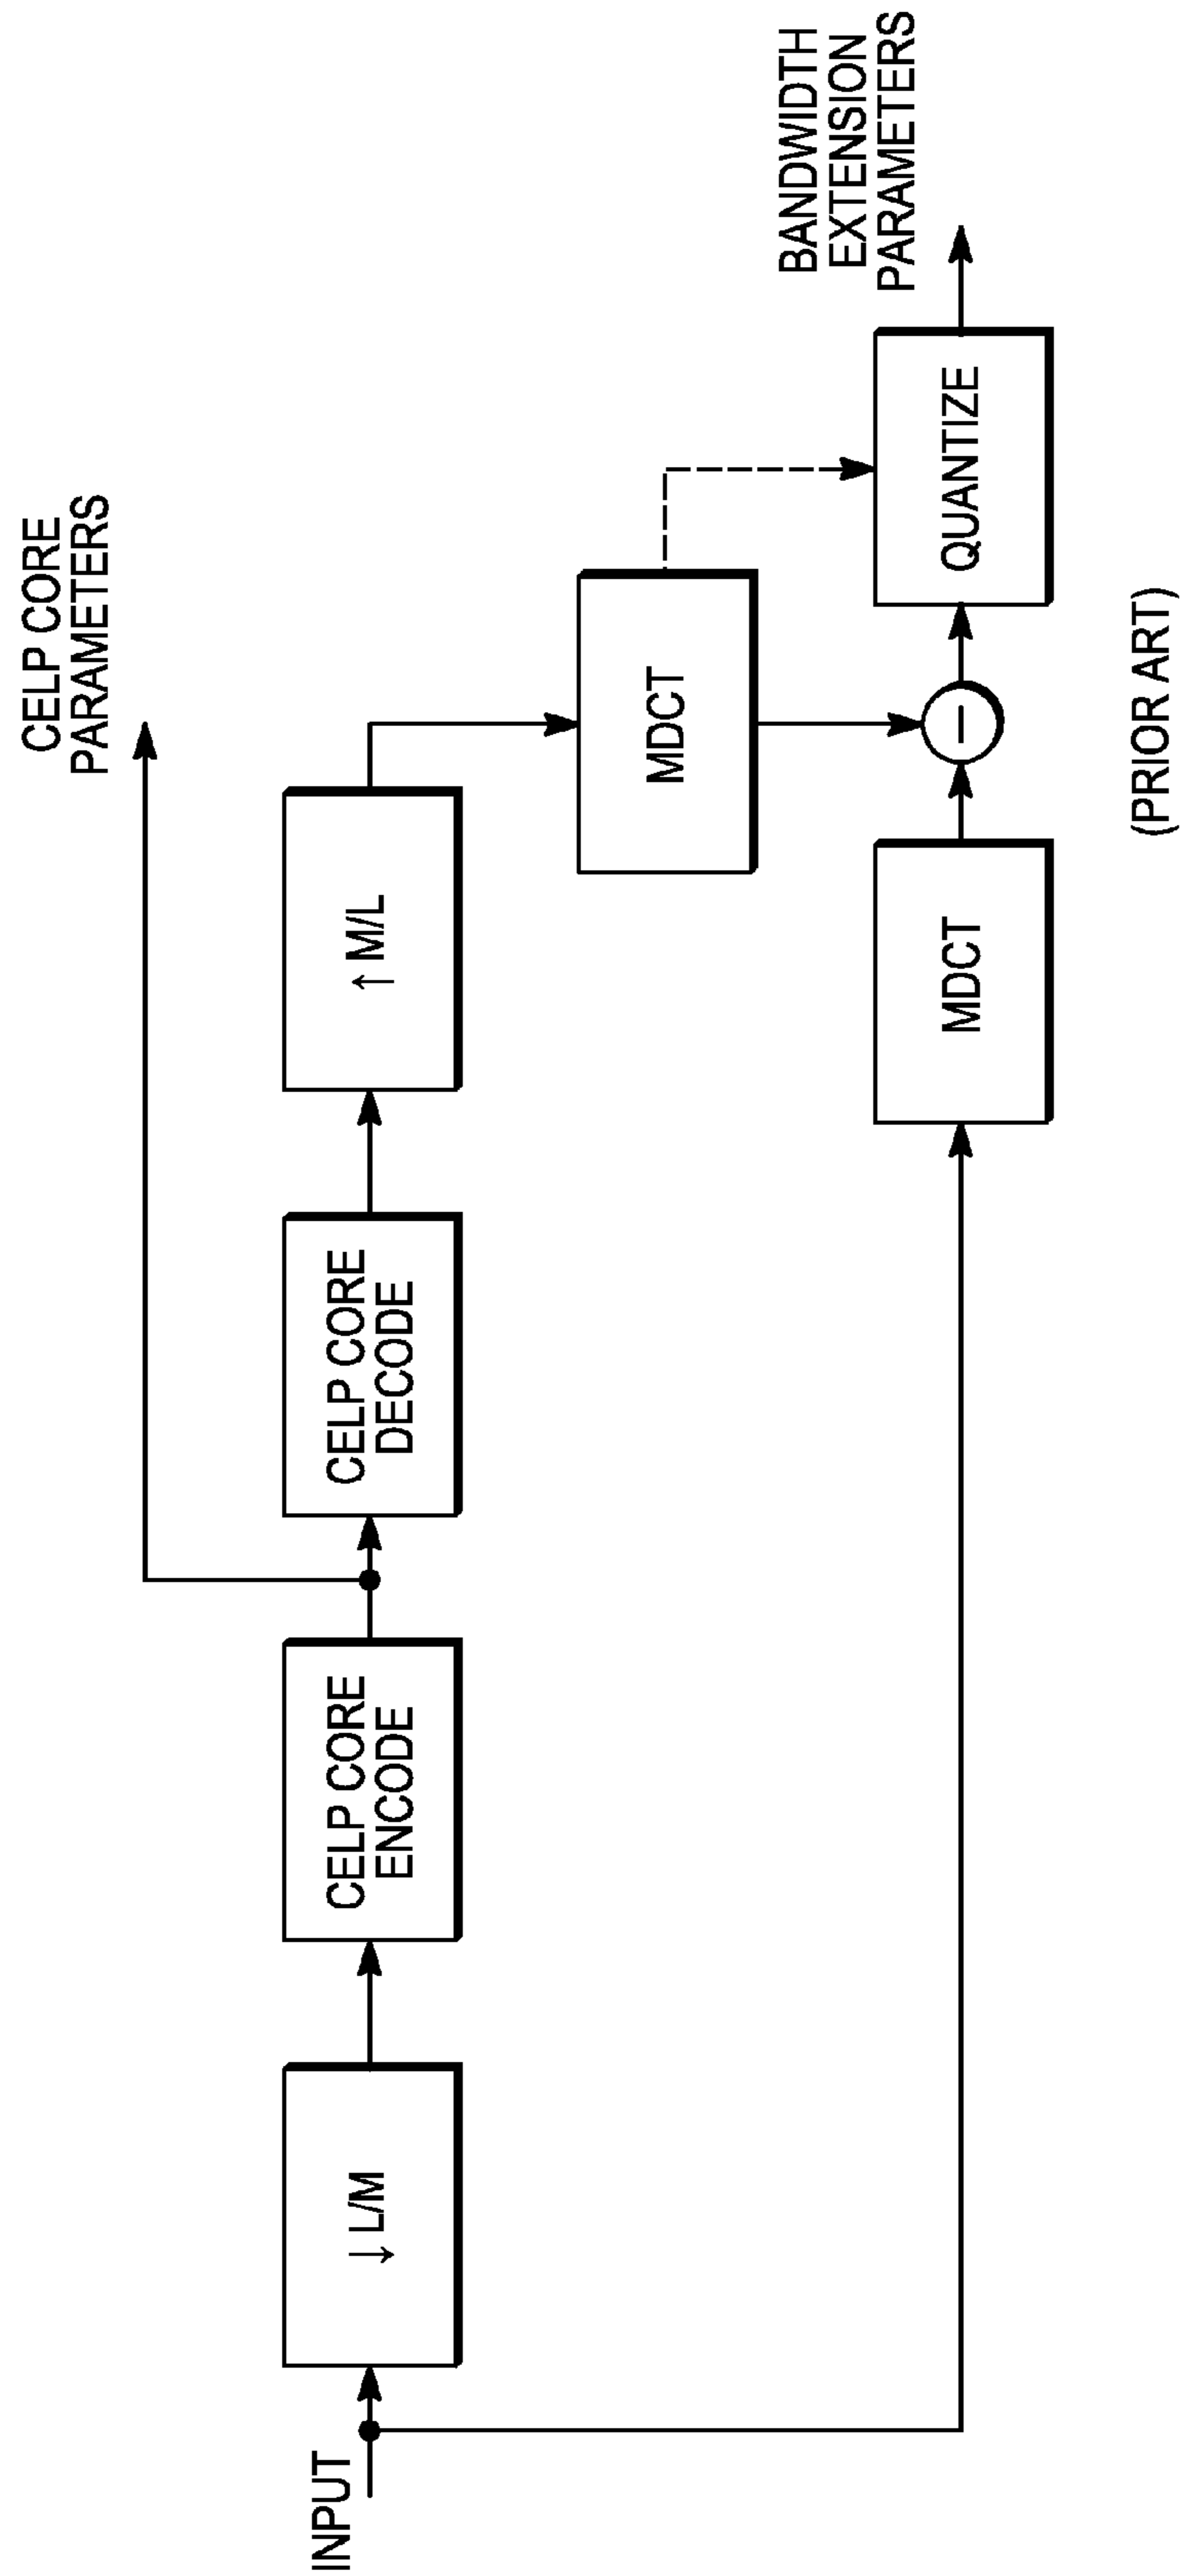 CELP CORE
PARAMETERS
INPUT
↓ L/M
CELP CORE
ENCODE
CELP CORE
DECODE
↑ M/L
MDCT
BANDWIDTH
EXTENSION
PARAMETERS
MDCT
QUANTIZE
(PRIOR ART)